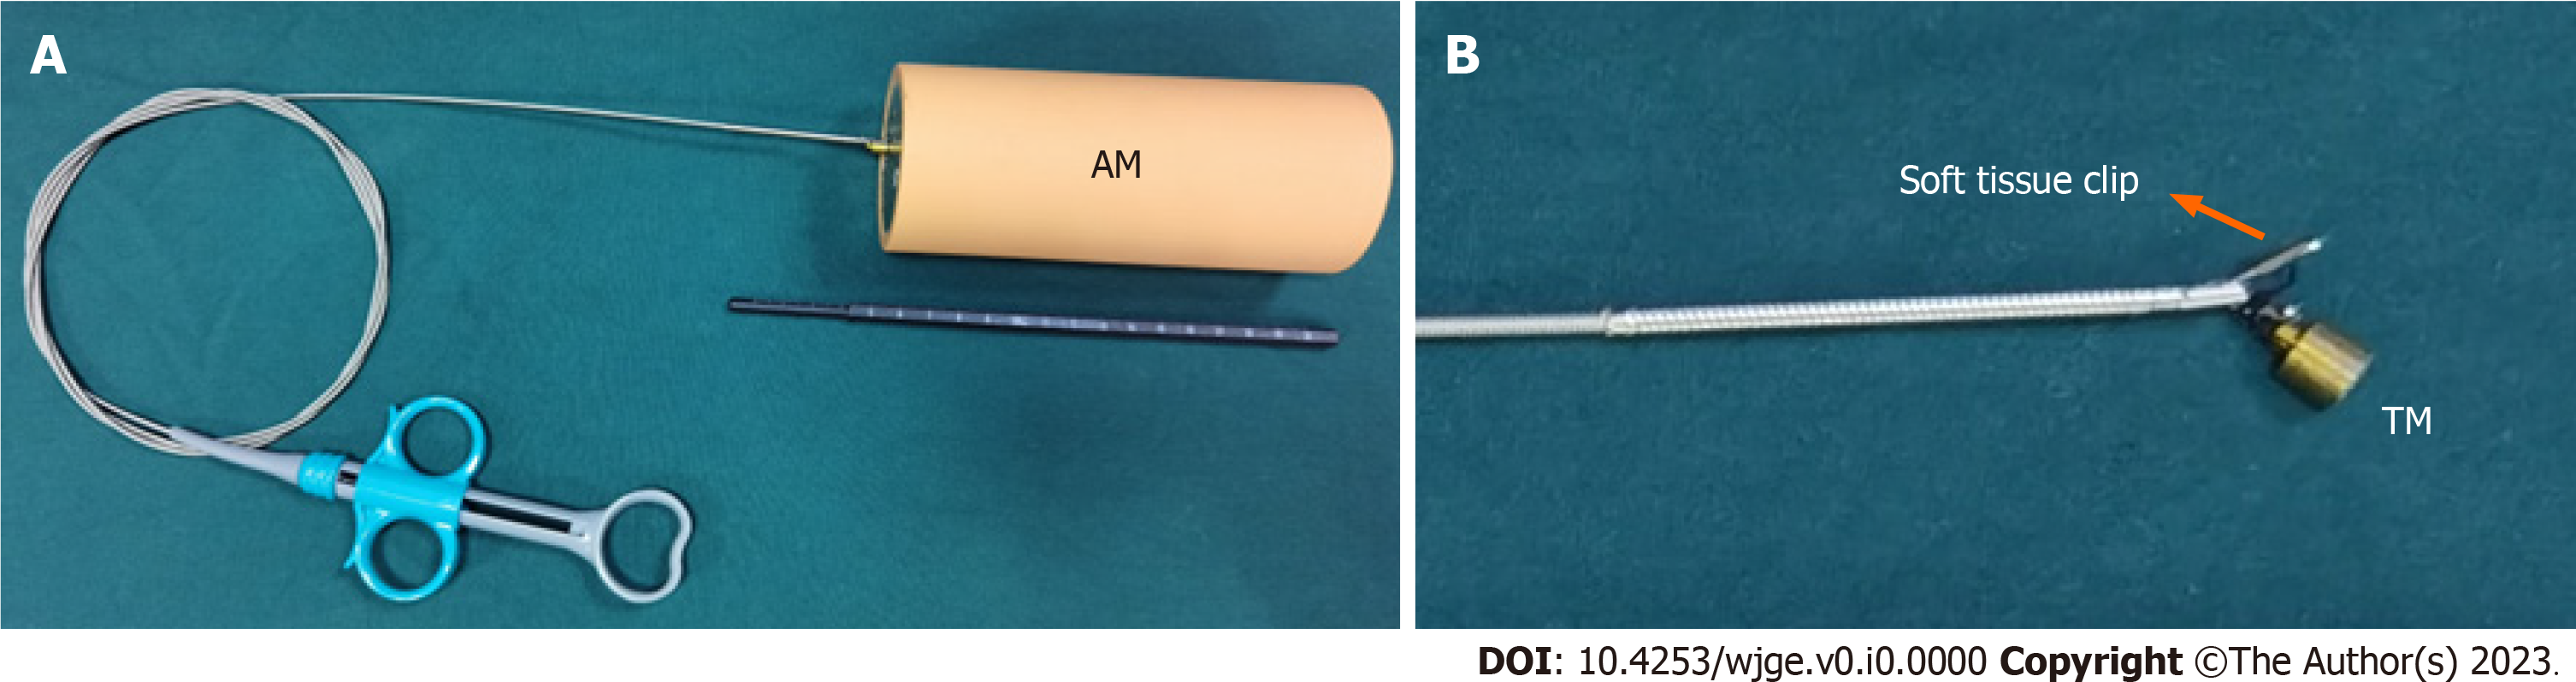 A
AM
B
Soft tissue clip
TM
DOI: 10.4253/wjge.v0.i0.0000 Copyright ©The Author(s) 2023.